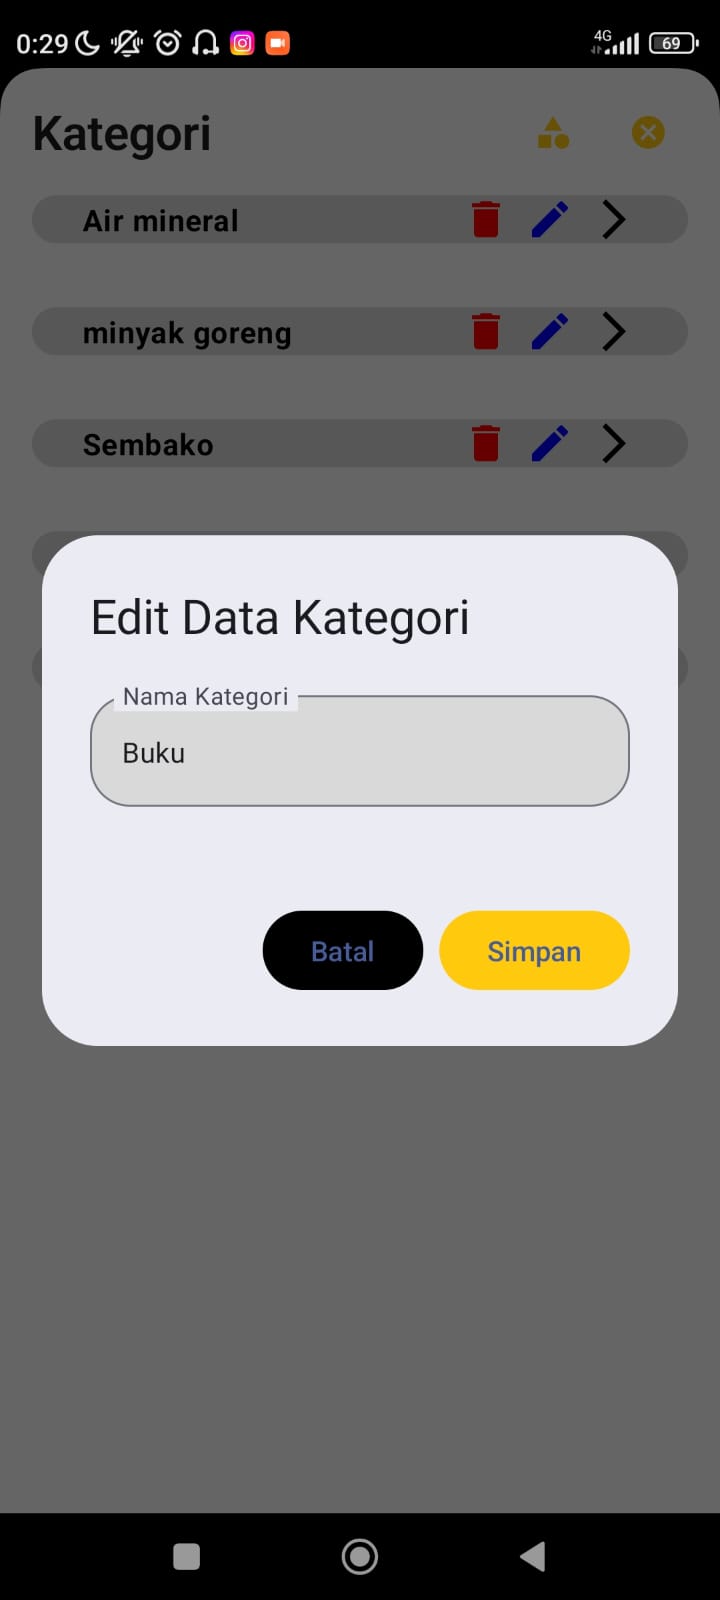 0:29
4G
69
Kategori
Air mineral
minyak goreng
Sembako
Edit Data Kategori
Nama Kategori
Buku
Batal
Simpan